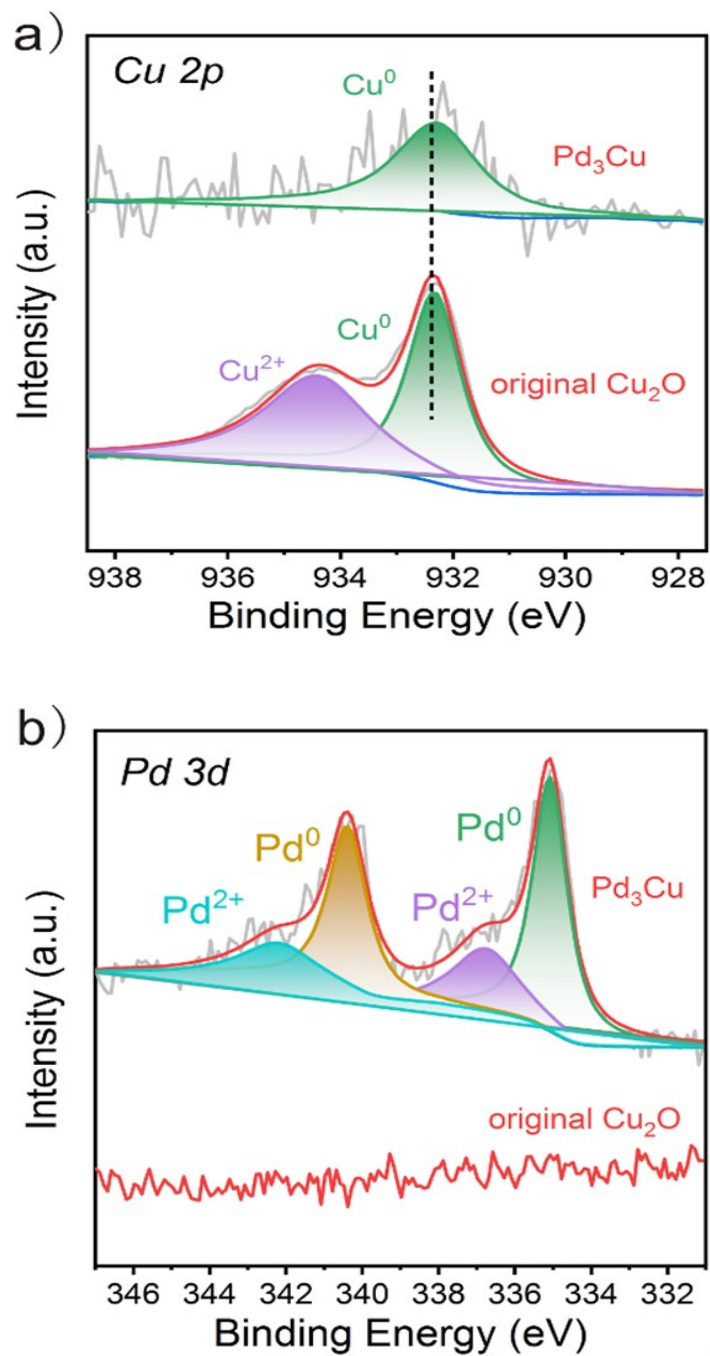 a)
Cu 2p
Cu⁰
Pd₃Cu
Cu⁰
Cu²⁺
original Cu₂O
Intensity (a.u.)
938 936 934 932 930 928
Binding Energy (eV)
b)
Pd 3d
Pd⁰
Pd⁰
Pd²⁺
Pd²⁺
Pd₃Cu
original Cu₂O
Intensity (a.u.)
346 344 342 340 338 336 334 332
Binding Energy (eV)